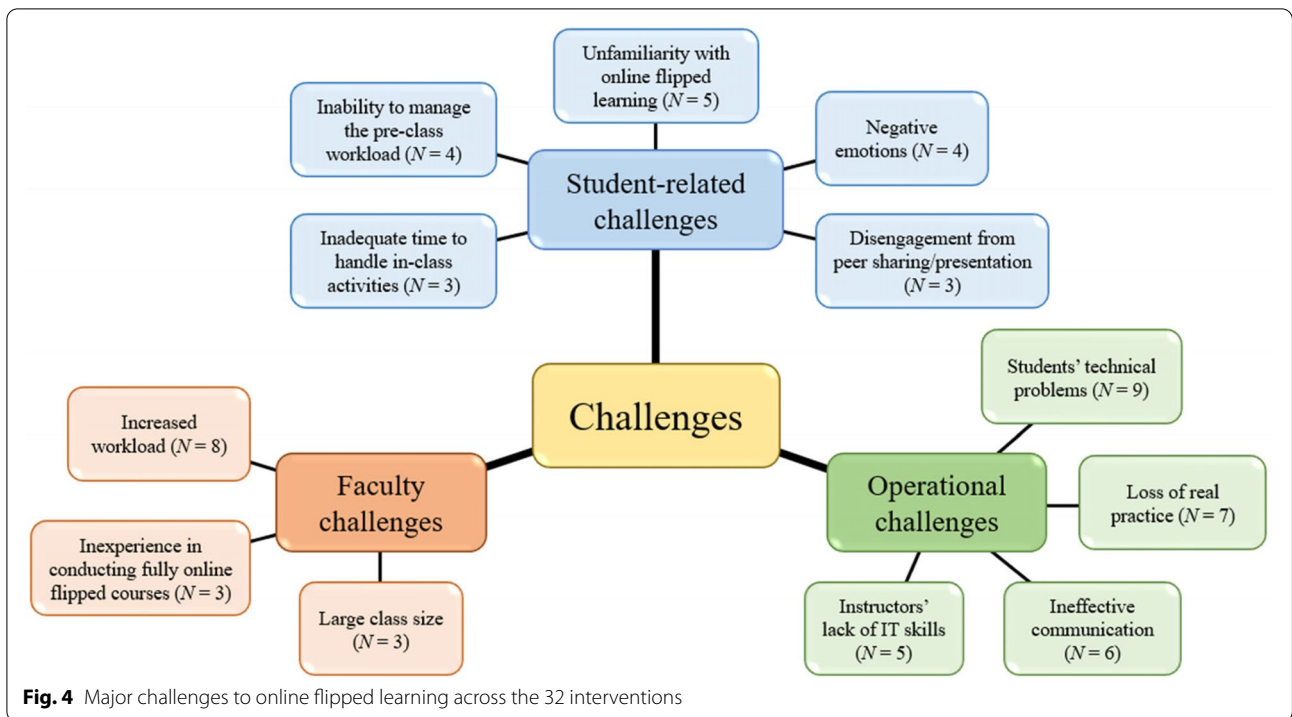 Unfamiliarity with
online flipped
learning (N = 5)
Inability to manage
the pre-class
workload (N = 4)
Negative
emotions (N = 4)
Student-related
challenges
Inadequate time to
handle in-class
activities (N = 3)
Disengagement from
peer sharing/presentation
(N = 3)
Challenges
Increased
workload (N = 8)
Faculty
challenges
Inexperience in
conducting fully online
flipped courses (N = 3)
Large class size
(N = 3)
Students’ technical
problems (N = 9)
Operational
challenges
Loss of real
practice (N = 7)
Instructors’
lack of IT skills
(N = 5)
Ineffective
communication
(N = 6)
Fig. 4 Major challenges to online flipped learning across the 32 interventions